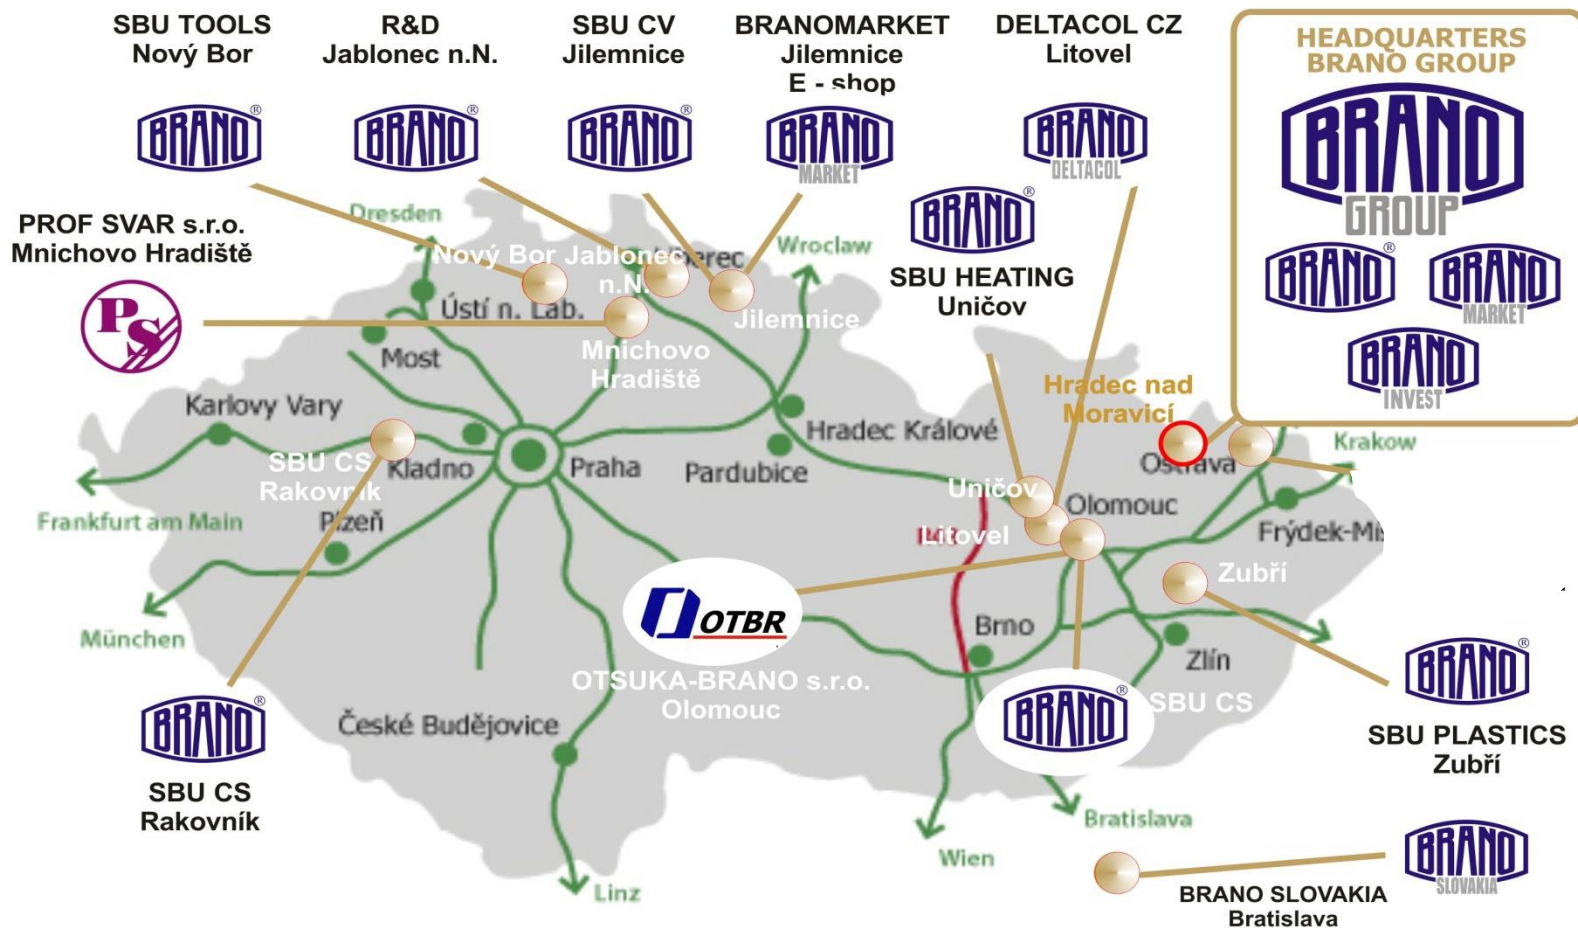 SBU TOOLS
Nový Bor
R&D
Jablonec n.N.
SBU CV
Jilemnice
BRANOMARKET
Jilemnice
E - shop
DELTACOL CZ
Litovel
HEADQUARTERS
BRANO GROUP
BRANO®
BRANO®
BRANO®
BRANO
MARKET
BRANO®
DELTACOL
BRANO
GROUP
BRANO®
BRANO
MARKET
BRANO
INVEST
PROF SVAR s.r.o.
Mnichovo Hradiště
PS
BRANO®
SBU HEATING
Uničov
Dresden
Wroclaw
Nový Bor
Jablonec
n.N.
Ústí n. Lab.
Jilemnice
Most
Mnichovo
Hradiště
Hradec nad
Moravicí
Karlovy Vary
Hradec Králové
Krakow
SBU CS
Rakovník
Kladno
Praha
Pardubice
Ostrava
Uničov
Olomouc
Litovel
Frankfurt am Main
Plzeň
Frýdek-Mís
Zubří
München
OTBR
OTSUKA-BRANO s.r.o.
Olomouc
Brno
Zlín
BRANO®
SBU CS
BRANO®
SBU PLASTICS
Zubří
České Budějovice
BRANO®
SBU CS
Rakovník
Bratislava
Wien
Linz
BRANO
SLOVAKIA
BRANO SLOVAKIA
Bratislava